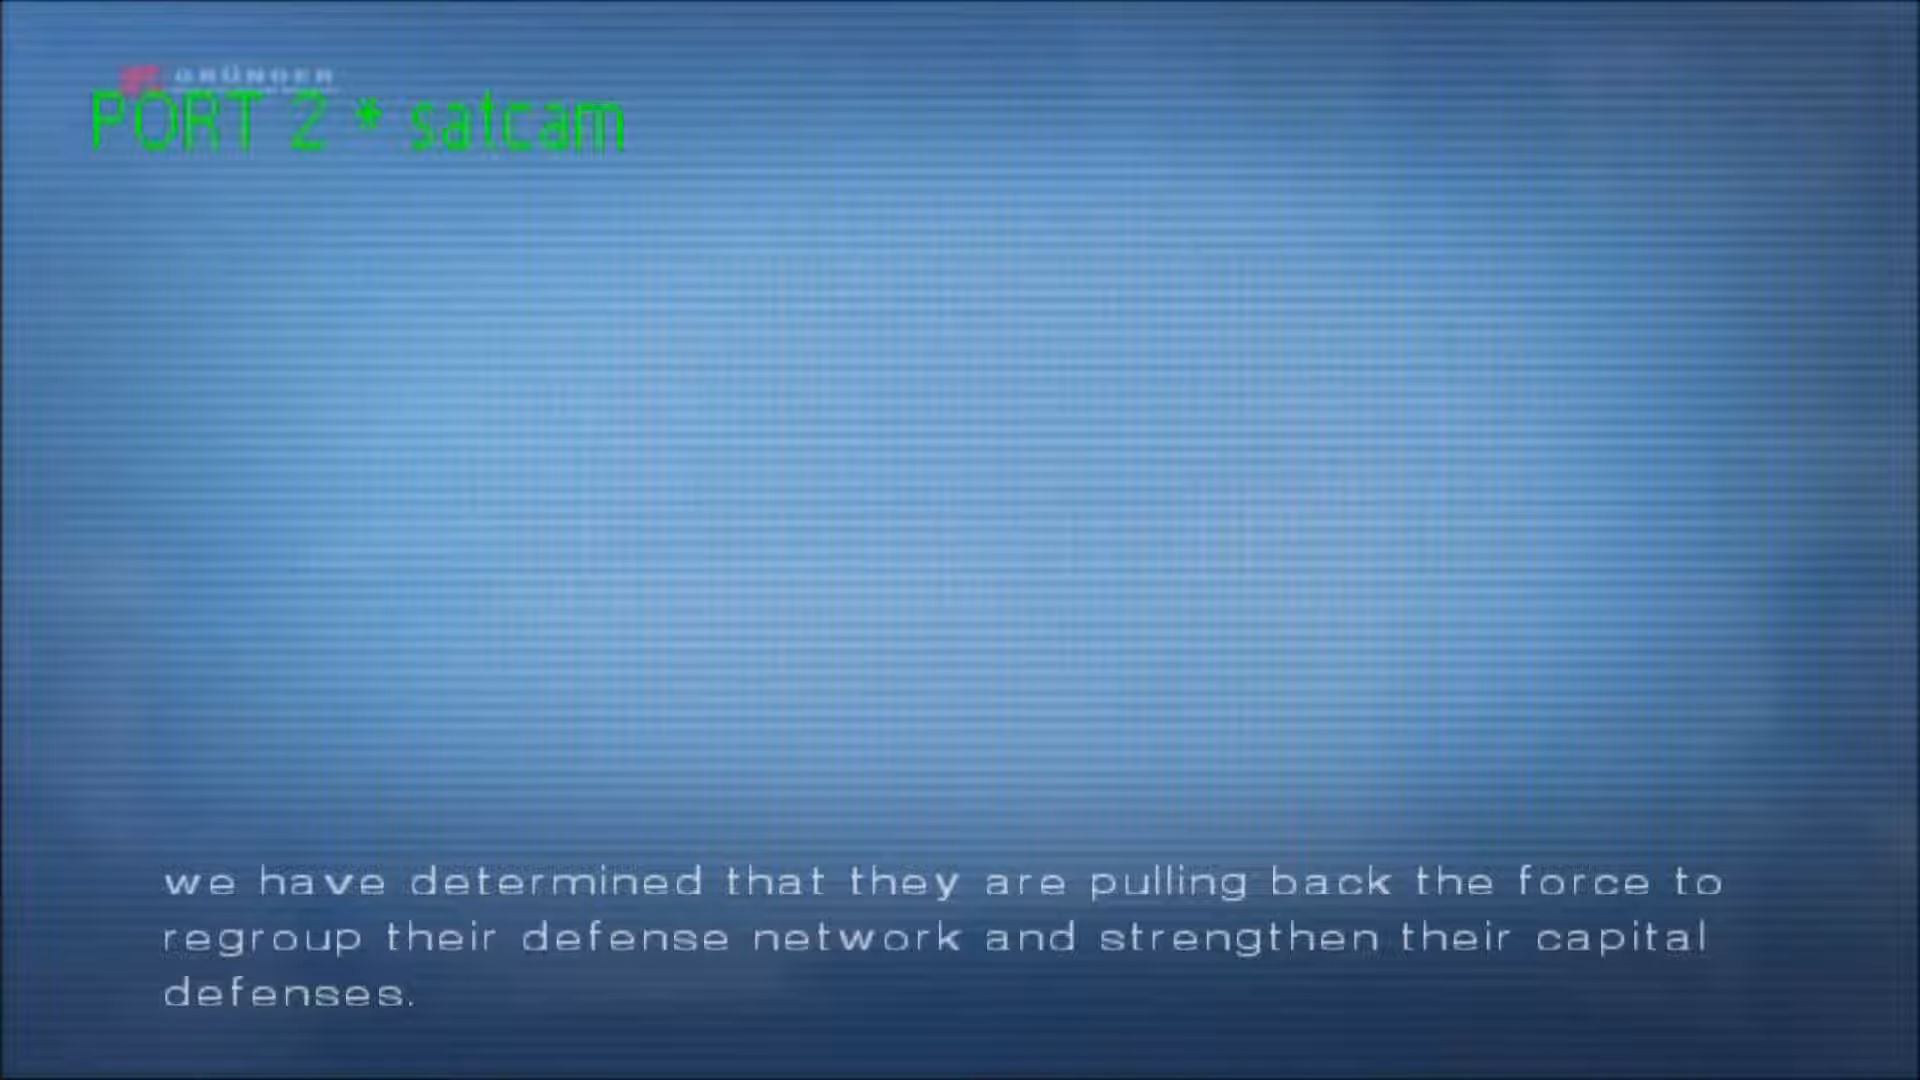 GRÜNDER
PORT 2 * satcam
we have determined that they are pulling back the force to
regroup their defense network and strengthen their capital
defenses.